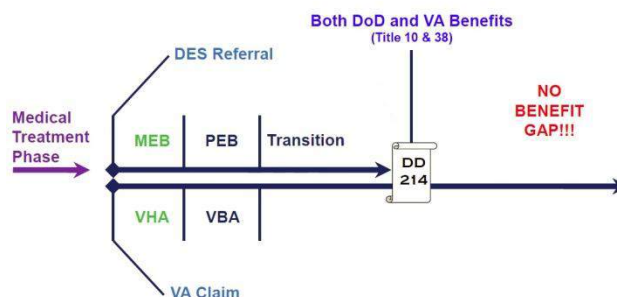 Both DoD and VA Benefits
(Title 10 & 38)
DES Referral
NO
BENEFIT
GAP!!!
Medical
Treatment
Phase
MEB PEB Transition
DD
214
VHA VBA
VA Claim